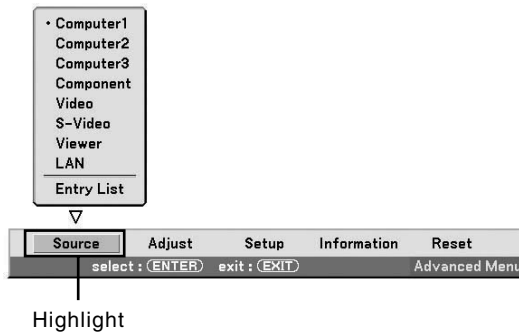 • Computer1
Computer2
Computer3
Component
Video
S-Video
Viewer
LAN
Entry List
Source Adjust Setup Information Reset
select : ENTER exit : EXIT Advanced Menu
Highlight